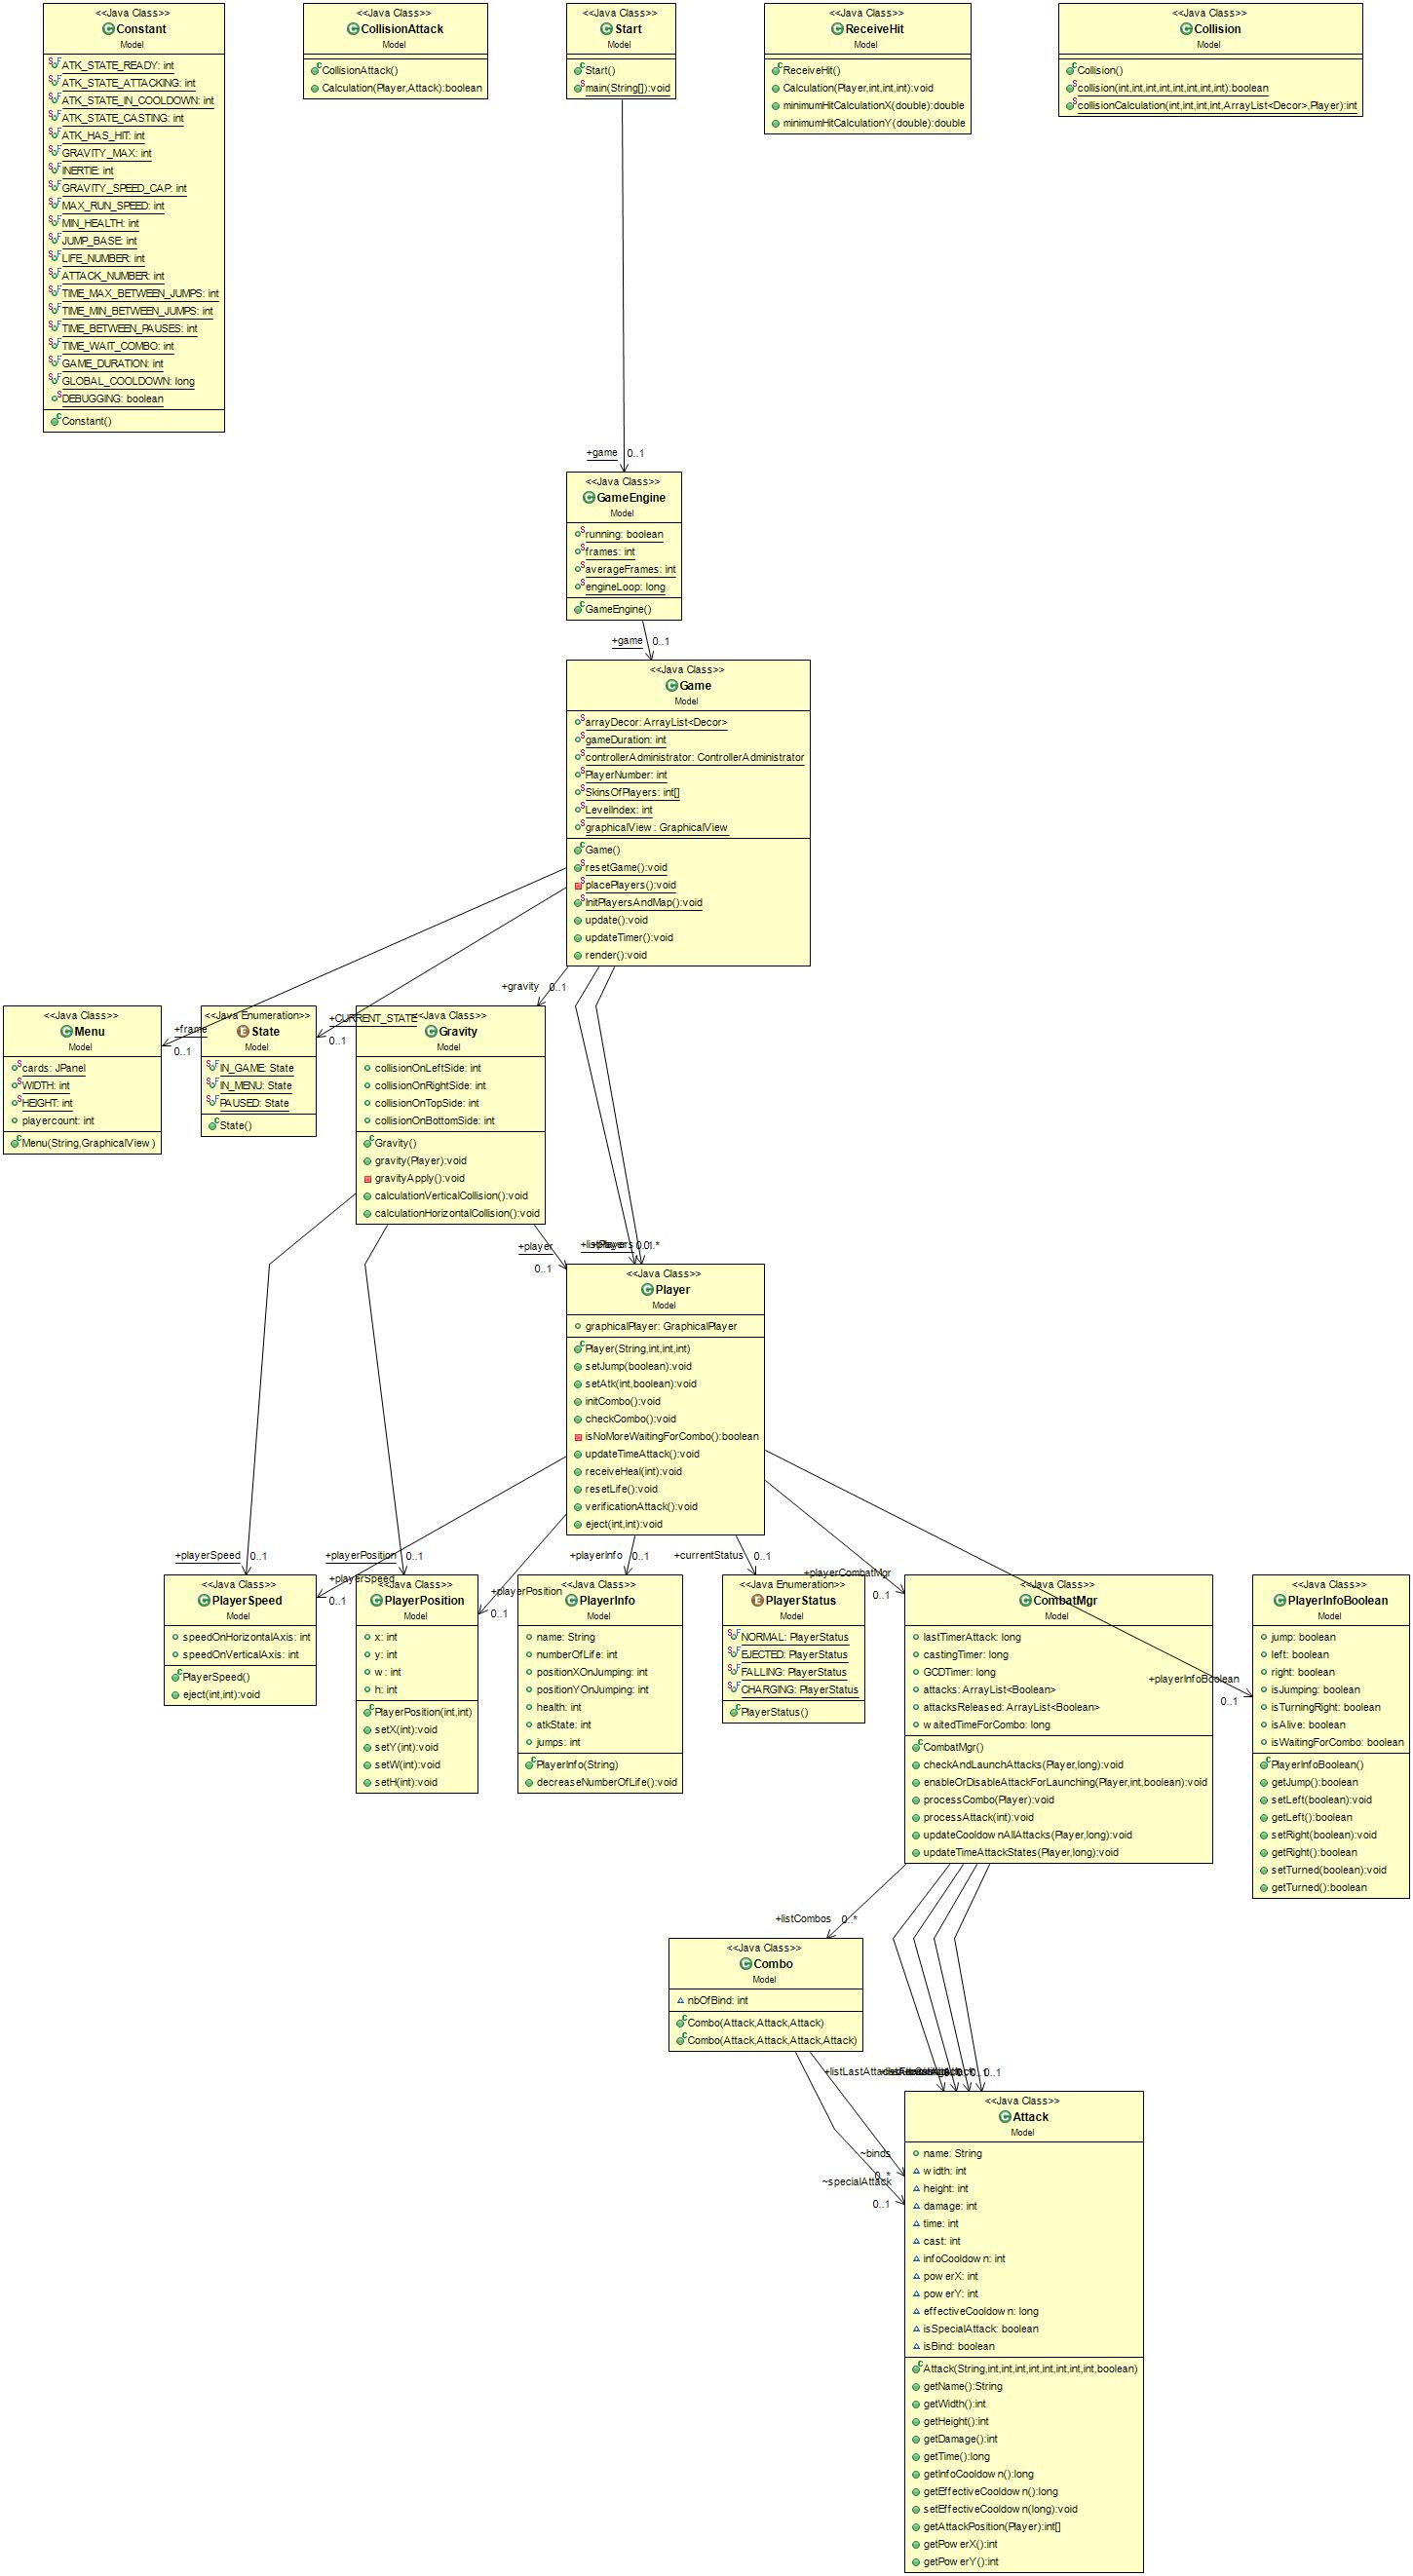 <<Java Class>>
Constant
Model
ATK_STATE_READY: int
ATK_STATE_ATTACKING: int
ATK_STATE_IN_COOLDOWN: int
ATK_STATE_CASTING: int
ATK_HAS_HIT: int
GRAVITY_MAX: int
INERTIE: int
GRAVITY_SPEED_CAP: int
MAX_RUN_SPEED: int
MIN_HEALTH: int
JUMP_BASE: int
LIFE_NUMBER: int
ATTACK_NUMBER: int
TIME_MAX_BETWEEN_JUMPS: int
TIME_MIN_BETWEEN_JUMPS: int
TIME_BETWEEN_PAUSES: int
TIME_WAIT_COMBO: int
GAME_DURATION: int
GLOBAL_COOLDOWN: long
DEBUGGING: boolean
Constant()
<<Java Class>>
CollisionAttack
Model
CollisionAttack()
Calculation(Player,Attack):boolean
<<Java Class>>
Start
Model
Start()
main(String[]):void
<<Java Class>>
ReceiveHit
Model
ReceiveHit()
Calculation(Player,int,int,int):void
minimumHitCalculationX(double):double
minimumHitCalculationY(double):double
<<Java Class>>
Collision
Model
Collision()
collision(int,int,int,int,int,int,int,int):boolean
collisionCalculation(int,int,int,int,ArrayList<Decor>,Player):int
+game 0..1
<<Java Class>>
GameEngine
Model
running: boolean
frames: int
averageFrames: int
engineLoop: long
GameEngine()
+game 0..1
<<Java Class>>
Game
Model
arrayDecor: ArrayList<Decor>
gameDuration: int
controllerAdministrator: ControllerAdministrator
PlayerNumber: int
SkinsOfPlayers: int[]
LevelIndex: int
graphicalView: GraphicalView
Game()
resetGame():void
placePlayers():void
InitPlayersAndMap():void
update():void
updateTimer():void
render():void
+frame
0..1
+CURRENT_STATE
0..1
+gravity 0..1
<<Java Class>>
Menu
Model
cards: JPanel
WIDTH: int
HEIGHT: int
playercount: int
Menu(String,GraphicalView)
<<Java Enumeration>>
State
Model
IN_GAME: State
IN_MENU: State
PAUSED: State
State()
<<Java Class>>
Gravity
Model
collisionOnLeftSide: int
collisionOnRightSide: int
collisionOnTopSide: int
collisionOnBottomSide: int
Gravity()
gravity(Player):void
gravityApply():void
calculationVerticalCollision():void
calculationHorizontalCollision():void
+player
0..1
<<Java Class>>
Player
Model
graphicalPlayer: GraphicalPlayer
Player(String,int,int,int)
setJump(boolean):void
setAtk(int,boolean):void
initCombo():void
checkCombo():void
isNoMoreWaitingForCombo():boolean
updateTimeAttack():void
receiveHeal(int):void
resetLife():void
verificationAttack():void
eject(int,int):void
+playerSpeed 0..1
+playerPosition 0..1
+playerSpeed
0..1
+playerPosition
0..1
+playerInfo 0..1
+currentStatus 0..1
+playerCombatMgr
0..1
+playerInfoBoolean
0..1
<<Java Class>>
PlayerSpeed
Model
speedOnHorizontalAxis: int
speedOnVerticalAxis: int
PlayerSpeed()
eject(int,int):void
<<Java Class>>
PlayerPosition
Model
x: int
y: int
w: int
h: int
PlayerPosition(int,int)
setX(int):void
setY(int):void
setW(int):void
setH(int):void
<<Java Class>>
PlayerInfo
Model
name: String
numberOfLife: int
positionXOnJumping: int
positionYOnJumping: int
health: int
atkState: int
jumps: int
PlayerInfo(String)
decreaseNumberOfLife():void
<<Java Enumeration>>
PlayerStatus
Model
NORMAL: PlayerStatus
EJECTED: PlayerStatus
FALLING: PlayerStatus
CHARGING: PlayerStatus
PlayerStatus()
<<Java Class>>
CombatMgr
Model
lastTimerAttack: long
castingTimer: long
GCDTimer: long
attacks: ArrayList<Boolean>
attacksReleased: ArrayList<Boolean>
waitedTimeForCombo: long
CombatMgr()
checkAndLaunchAttacks(Player,long):void
enableOrDisableAttackForLaunching(Player,int,boolean):void
processCombo(Player):void
processAttack(int):void
updateCooldownAllAttacks(Player,long):void
updateTimeAttackStates(Player,long):void
<<Java Class>>
PlayerInfoBoolean
Model
jump: boolean
left: boolean
right: boolean
isJumping: boolean
isTurningRight: boolean
isAlive: boolean
isWaitingForCombo: boolean
PlayerInfoBoolean()
getJump():boolean
setLeft(boolean):void
getLeft():boolean
setRight(boolean):void
getRight():boolean
setTurned(boolean):void
getTurned():boolean
+listCombos 0..*
<<Java Class>>
Combo
Model
nbOfBind: int
Combo(Attack,Attack,Attack)
Combo(Attack,Attack,Attack,Attack)
0..1
~binds
0..*
~specialAttack
0..1
<<Java Class>>
Attack
Model
name: String
width: int
height: int
damage: int
time: int
cast: int
infoCooldown: int
powerX: int
powerY: int
effectiveCooldown: long
isSpecialAttack: boolean
isBind: boolean
Attack(String,int,int,int,int,int,int,int,int,boolean)
getName():String
getWidth():int
getHeight():int
getDamage():int
getTime():long
getInfoCooldown():long
getEffectiveCooldown():long
setEffectiveCooldown(long):void
getAttackPosition(Player):int[]
getPowerX():int
getPowerY():int